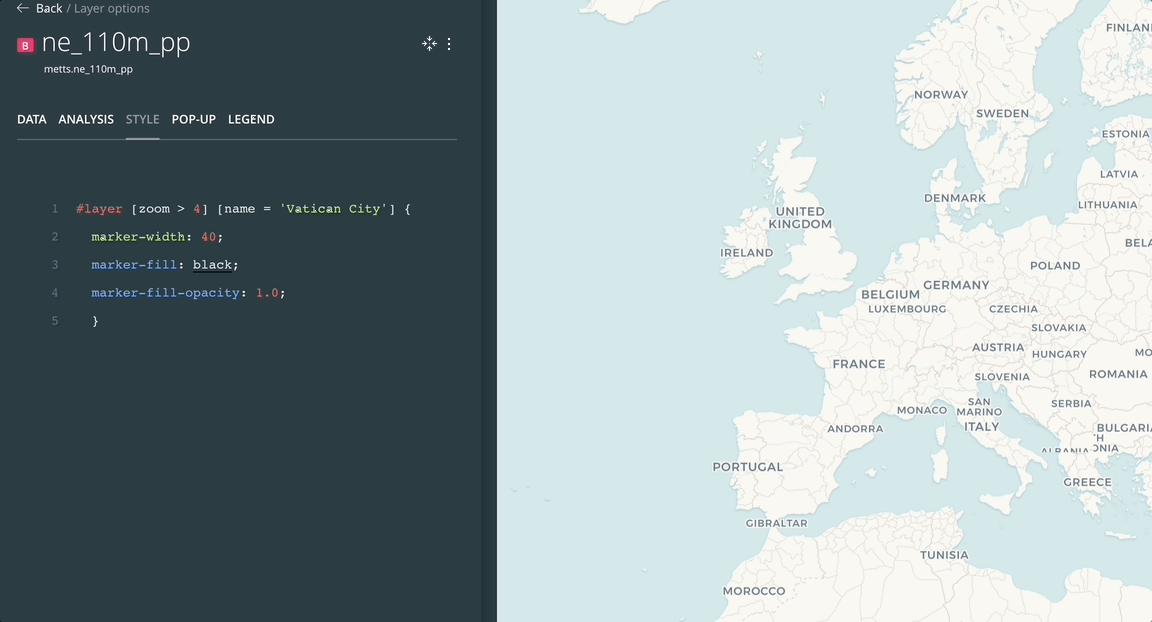 ← Back / Layer options
B ne_110m_pp
metts.ne_110m_pp
DATA ANALYSIS STYLE POP-UP LEGEND
1 #layer [zoom > 4] [name = 'Vatican City'] {
2 marker-width: 40;
3 marker-fill: black;
4 marker-fill-opacity: 1.0;
5 }
FINLAN
NORWAY
SWEDEN
ESTONIA
LATVIA
DENMARK
LITHUANIA
UNITED
KINGDOM
BELA
IRELAND
POLAND
GERMANY
BELGIUM
LUXEMBOURG
CZECHIA
SLOVAKIA
AUSTRIA
HUNGARY
MO
FRANCE
SLOVENIA
ROMANIA
SAN
MARINO
SERBIA
MONACO
ITALY
ANDORRA
BULGARI
TH
ALBANIA
ONIA
PORTUGAL
GREECE
GIBRALTAR
TUNISIA
MOROCCO